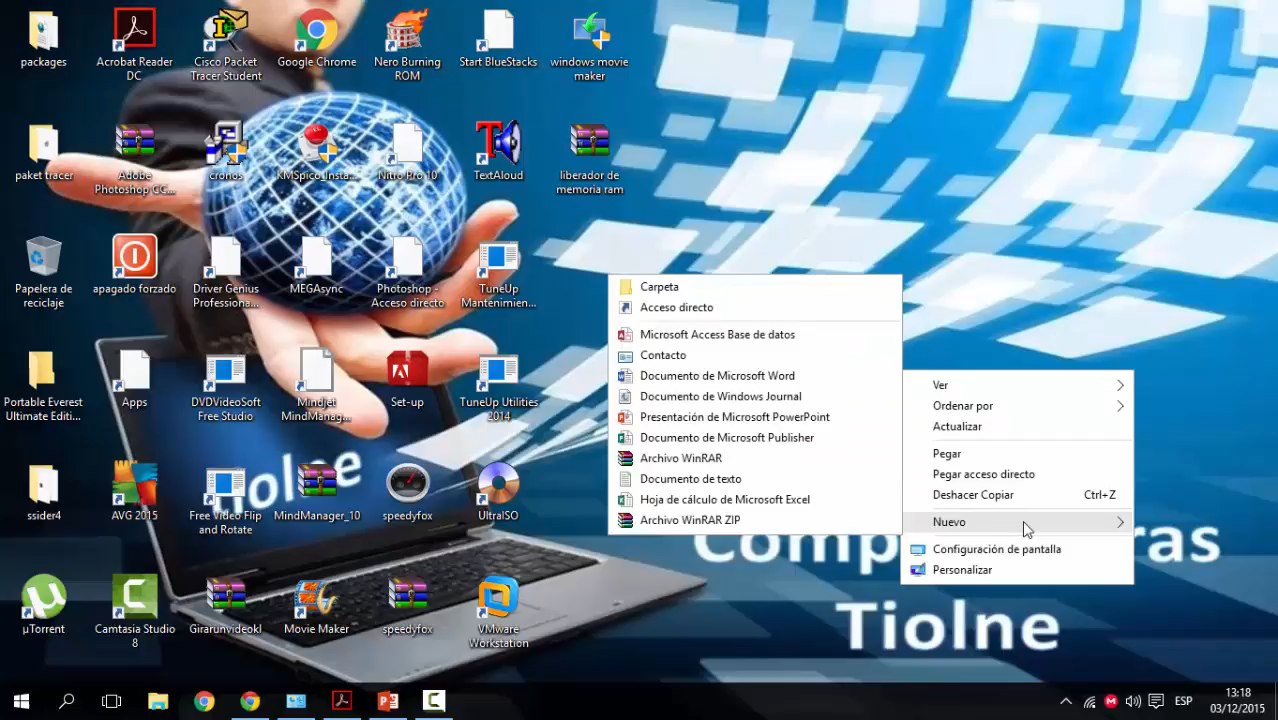 packages
Acrobat Reader
DC
Cisco Packet
Tracer Student
Google Chrome
Nero Burning
ROM
Start BlueStacks
windows movie
maker
paket tracer
Adobe
Photoshop CC...
cronos
KMSpico_Insta...
Nitro Pro 10
TextAloud
liberador de
memoria ram
Papelera de
reciclaje
apagado forzado
Driver Genius
Professiona...
MEGAsync
Photoshop -
Acceso directo
TuneUp
Mantenimien...
Portable Everest
Ultimate Editi...
Apps
DVDVideoSoft
Free Studio
Mindjet
MindManag...
Set-up
TuneUp Utilities
2014
ssider4
AVG 2015
Free Video Flip
and Rotate
MindManager_10
speedyfox
UltraISO
µTorrent
Camtasia Studio
8
Girarunvideokl
Movie Maker
speedyfox
VMware
Workstation
Carpeta
Acceso directo
Microsoft Access Base de datos
Contacto
Documento de Microsoft Word
Documento de Windows Journal
Presentación de Microsoft PowerPoint
Documento de Microsoft Publisher
Archivo WinRAR
Documento de texto
Hoja de cálculo de Microsoft Excel
Archivo WinRAR ZIP
Ver
Ordenar por
Actualizar
Pegar
Pegar acceso directo
Deshacer Copiar Ctrl+Z
Nuevo
Configuración de pantalla
Personalizar
Tiolne
ESP
13:18
03/12/2015